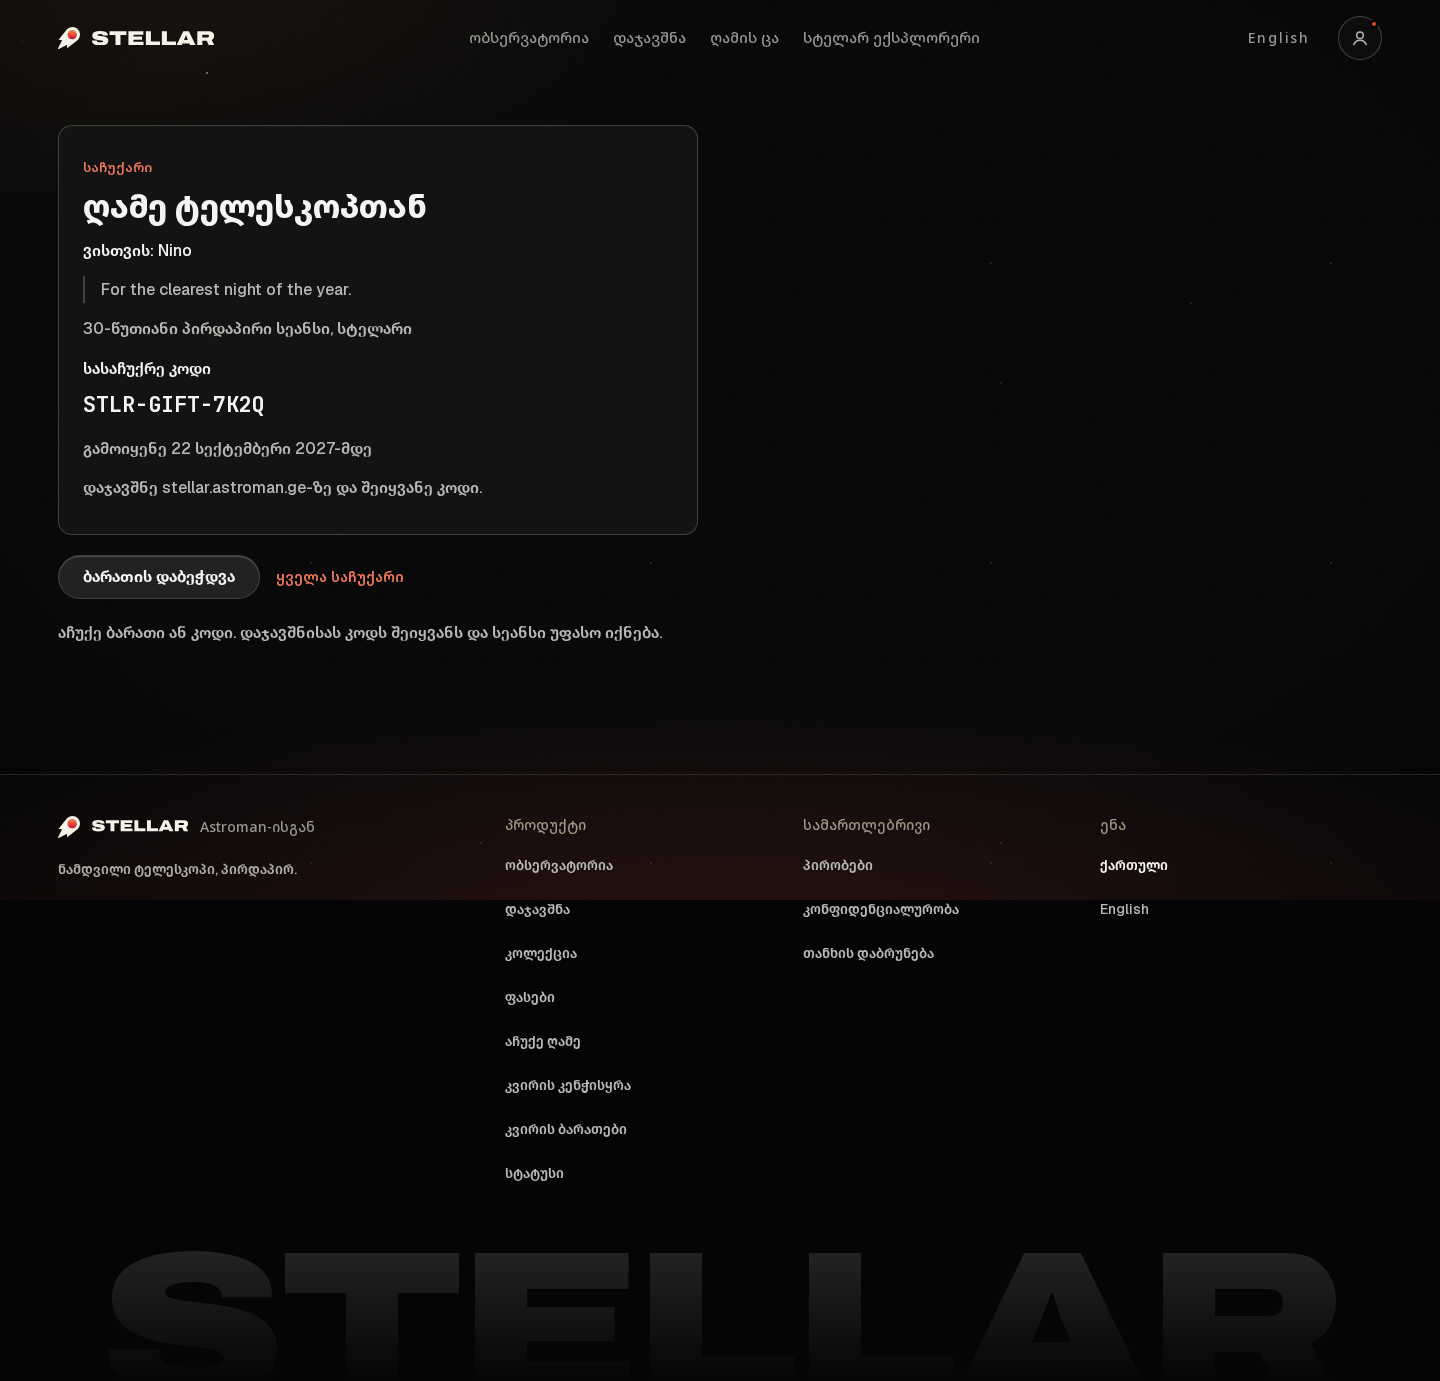 STELLAR
ობსერვატორია დაჯავშნა ღამის ცა სტელარ ექსპლორერი
English
საჩუქარი
ღამე ტელესკოპთან
ვისთვის: Nino
For the clearest night of the year.
30-წუთიანი პირდაპირი სეანსი, სტელარი
სასაჩუქრე კოდი
STLR-GIFT-7K2Q
გამოიყენე 22 სექტემბერი 2027-მდე
დაჯავშნე stellar.astroman.ge-ზე და შეიყვანე კოდი.
ბარათის დაბეჭდვა ყველა საჩუქარი
აჩუქე ბარათი ან კოდი. დაჯავშნისას კოდს შეიყვანს და სეანსი უფასო იქნება.
STELLAR Astroman-ისგან
ნამდვილი ტელესკოპი, პირდაპირ.
პროდუქტი
ობსერვატორია
დაჯავშნა
კოლექცია
ფასები
აჩუქე ღამე
კვირის კენჭისყრა
კვირის ბარათები
სტატუსი
სამართლებრივი
პირობები
კონფიდენციალურობა
თანხის დაბრუნება
ენა
ქართული
English
STELLAR